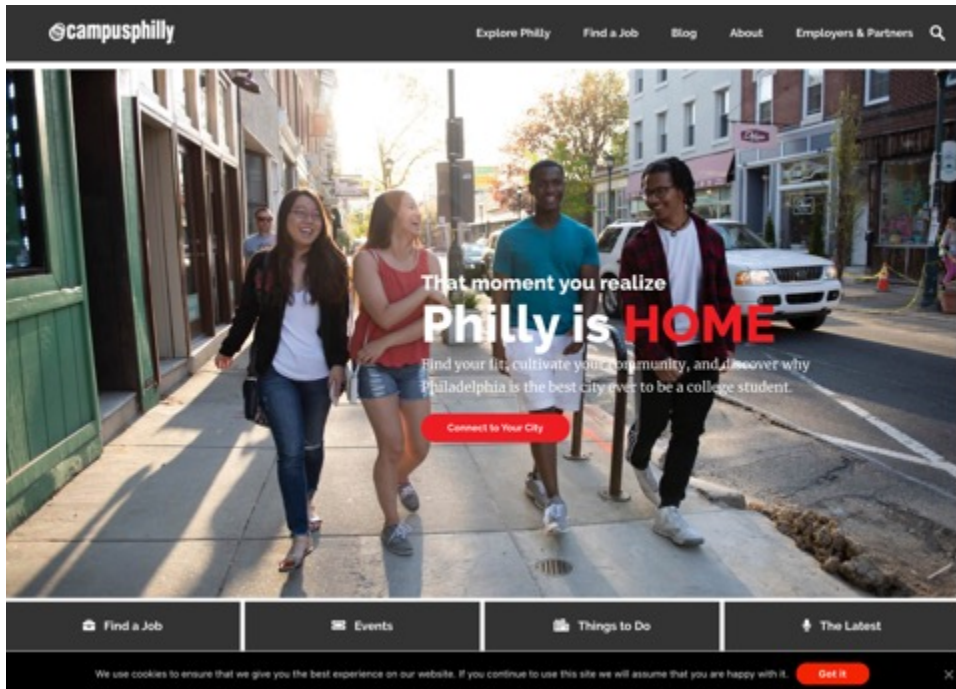 campusphilly
Explore Philly
Find a Job
Blog
About
Employers & Partners
That moment you realize
Philly is HOME
Find your fit, cultivate your community, and discover why
Philadelphia is the best city ever to be a college student.
Connect to Your City
Find a Job
Events
Things to Do
The Latest
We use cookies to ensure that we give you the best experience on our website. If you continue to use this site we will assume that you are happy with it.
Got it